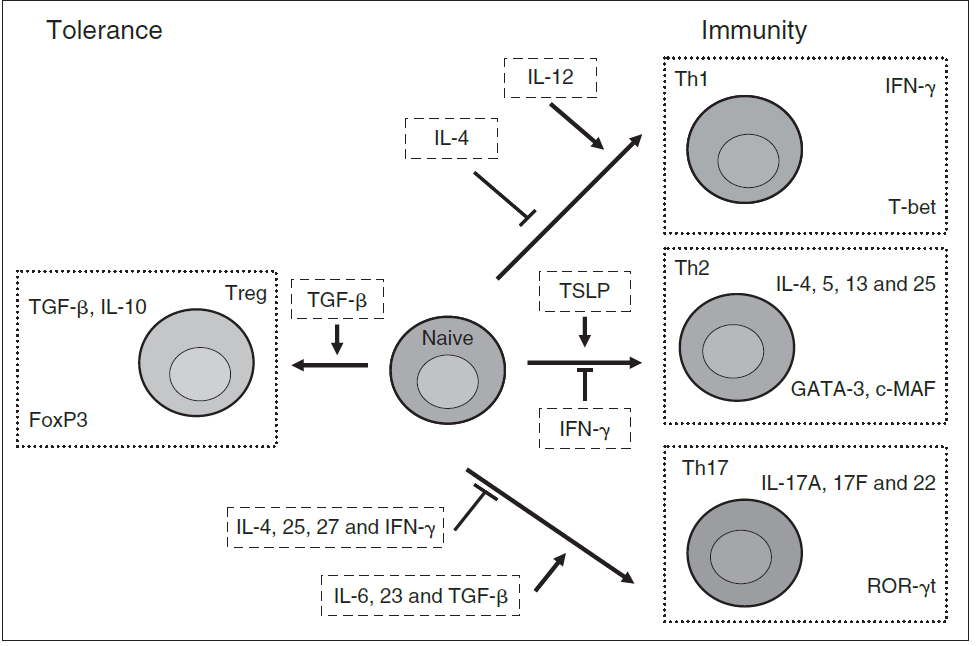 Tolerance
Immunity
IL-12
IL-4
Th1
IFN-γ
T-bet
Treg
TGF-β, IL-10
FoxP3
TGF-β
Naive
TSLP
IFN-γ
Th2
IL-4, 5, 13 and 25
GATA-3, c-MAF
IL-4, 25, 27 and IFN-γ
IL-6, 23 and TGF-β
Th17
IL-17A, 17F and 22
ROR-γt